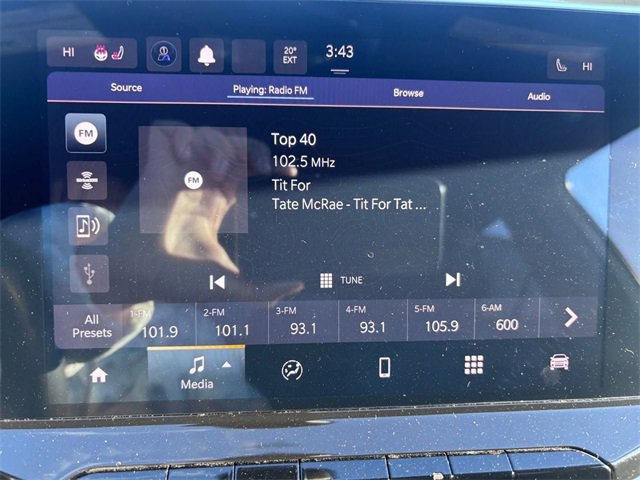 HI
20°
EXT
3:43
HI
Source
Playing: Radio FM
Browse
Audio
FM
Top 40
102.5 MHz
Tit For
Tate McRae - Tit For Tat ...
FM
TUNE
All
Presets
1-FM
101.9
2-FM
101.1
3-FM
93.1
4-FM
93.1
5-FM
105.9
6-AM
600
Media